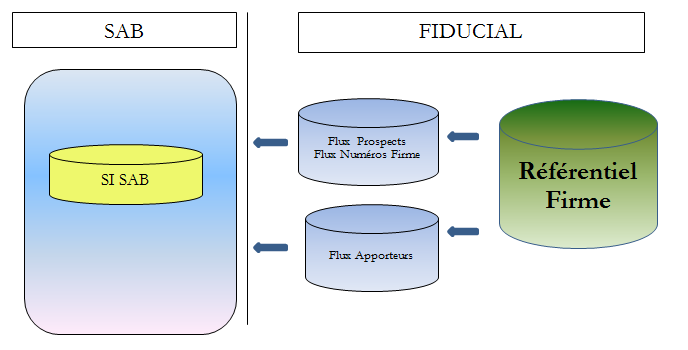 SAB
FIDUCIAL
Flux Prospects
Flux Numéros Firme
SI SAB
Référentiel
Firme
Flux Apporteurs